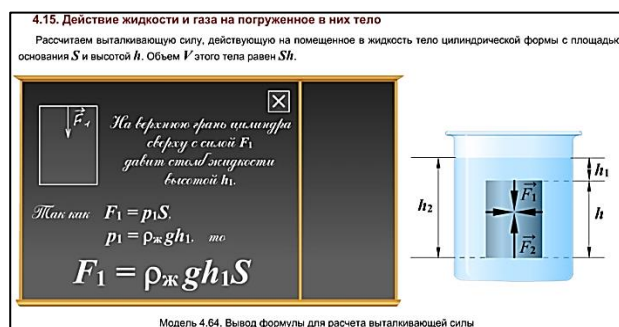 4.15. Действие жидкости и газа на погруженное в них тело
Рассчитаем выталкивающую силу, действующую на помещенное в жидкость тело цилиндрической формы с площадью
основания S и высотой h. Объем V этого тела равен Sh.
F₁
На верхнюю грань цилиндра
сверху с силой F₁
давит столб жидкости
высотой h₁.
Так как F₁ = p₁S,
p₁ = ρжgh₁, то
F₁ = ρжgh₁S
h₂
F₁
F₂
h₁
h
Модель 4.64. Вывод формулы для расчета выталкивающей силы